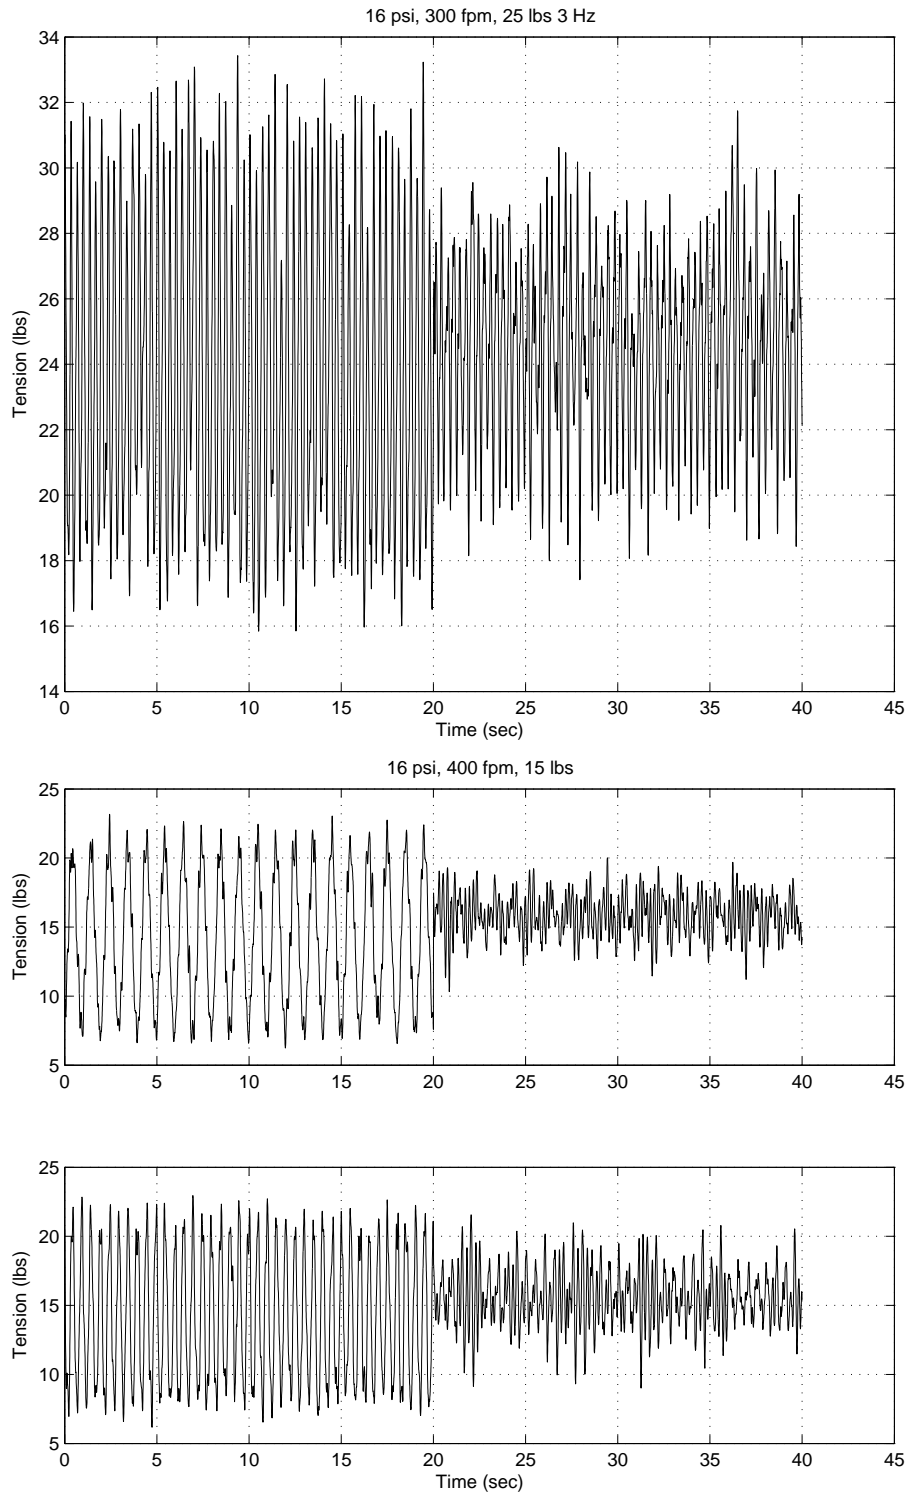 16 psi, 300 fpm, 25 lbs 3 Hz
34
32
30
28
26
24
22
20
18
16
14
Tension (lbs)
0 5 10 15 20 25 30 35 40 45
Time (sec)
16 psi, 400 fpm, 15 lbs
25
20
15
10
5
Tension (lbs)
0 5 10 15 20 25 30 35 40 45
25
20
15
10
5
Tension (lbs)
0 5 10 15 20 25 30 35 40 45
Time (sec)